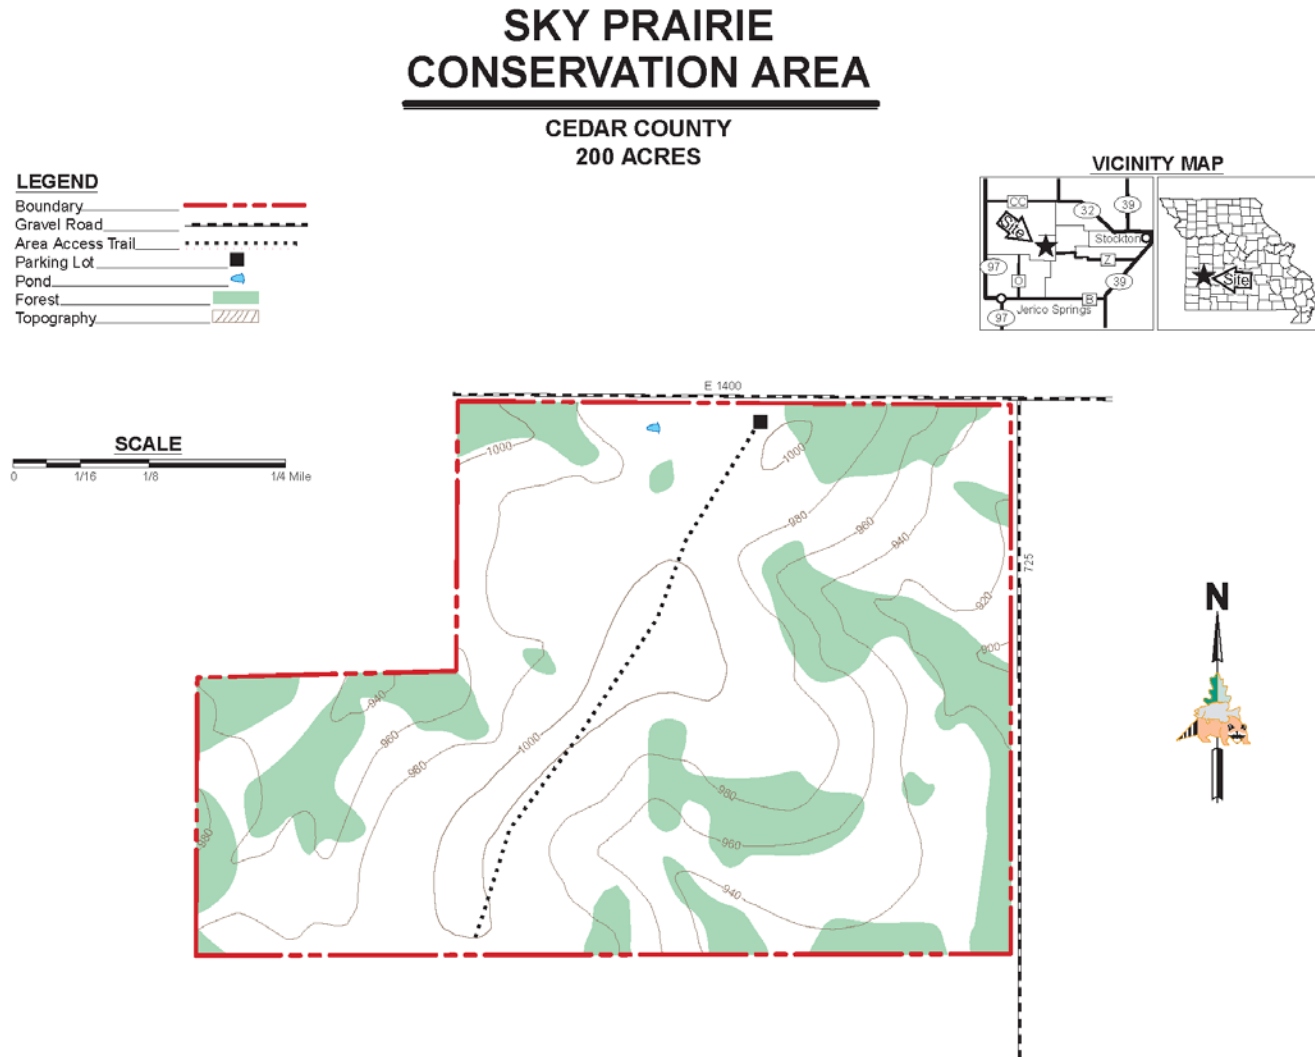 SKY PRAIRIE
CONSERVATION AREA
CEDAR COUNTY
200 ACRES
LEGEND
Boundary
Gravel Road
Area Access Trail
Parking Lot
Pond
Forest
Topography
VICINITY MAP
CC
32
39
Site
Stockton
Z
97
O
39
B
Jerico Springs
97
Site
SCALE
0 1/16 1/8 1/4 Mile
E 1400
1000
1000
980
960
940
725
920
900
N
940
960
1000
980
980
980
960
940